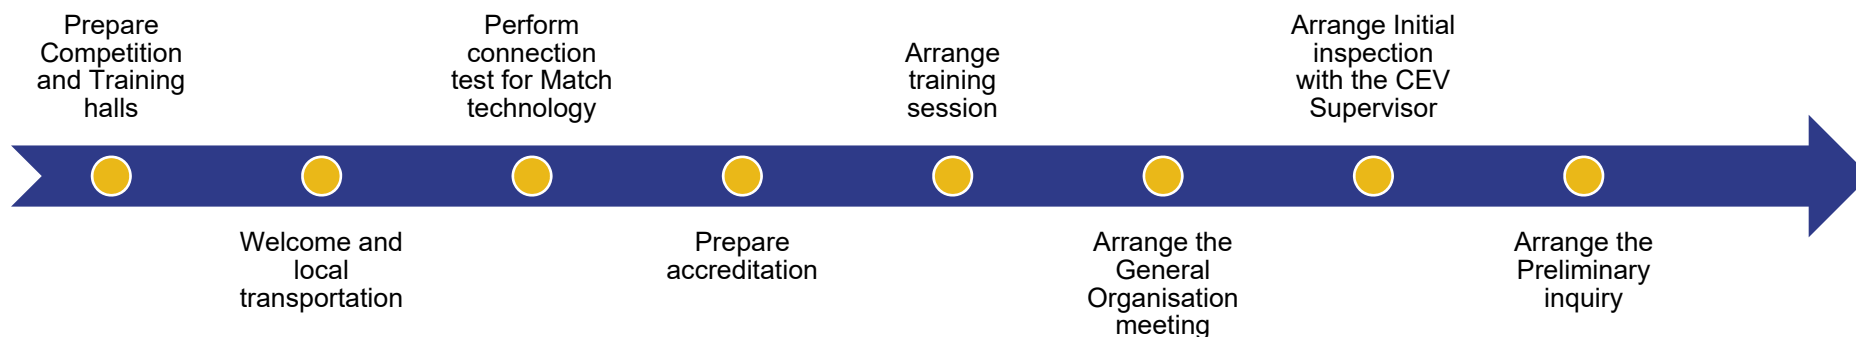 Prepare
Competition
and Training
halls
Welcome and
local
transportation
Perform
connection
test for Match
technology
Prepare
accreditation
Arrange
training
session
Arrange the
General
Organisation
meeting
Arrange Initial
inspection
with the CEV
Supervisor
Arrange the
Preliminary
inquiry